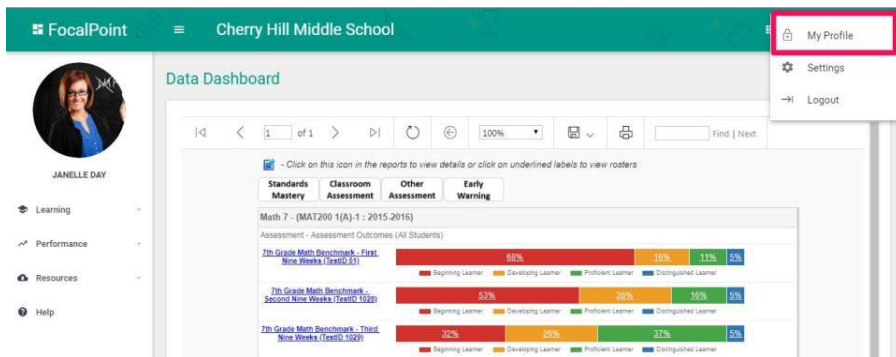 FocalPoint
Cherry Hill Middle School
My Profile
Settings
Logout
Data Dashboard
JANELLE DAY
Learning
Performance
Resources
Help
1 of 1
100%
Find | Next
- Click on this icon in the reports to view details or click on underlined labels to view rosters
Standards Mastery
Classroom Assessment
Other Assessment
Early Warning
Math 7 - (MAT200 1(A)-1 : 2015-2016)
Assessment - Assessment Outcomes (All Students)
7th Grade Math Benchmark - First
Nine Weeks (TestID 51)
68% 16% 11% 5%
Beginning Learner Developing Learner Proficient Learner Distinguished Learner
7th Grade Math Benchmark -
Second Nine Weeks (TestID 1028)
53% 26% 16% 5%
Beginning Learner Developing Learner Proficient Learner Distinguished Learner
7th Grade Math Benchmark - Third
Nine Weeks (TestID 1029)
32% 26% 37% 5%
Beginning Learner Developing Learner Proficient Learner Distinguished Learner